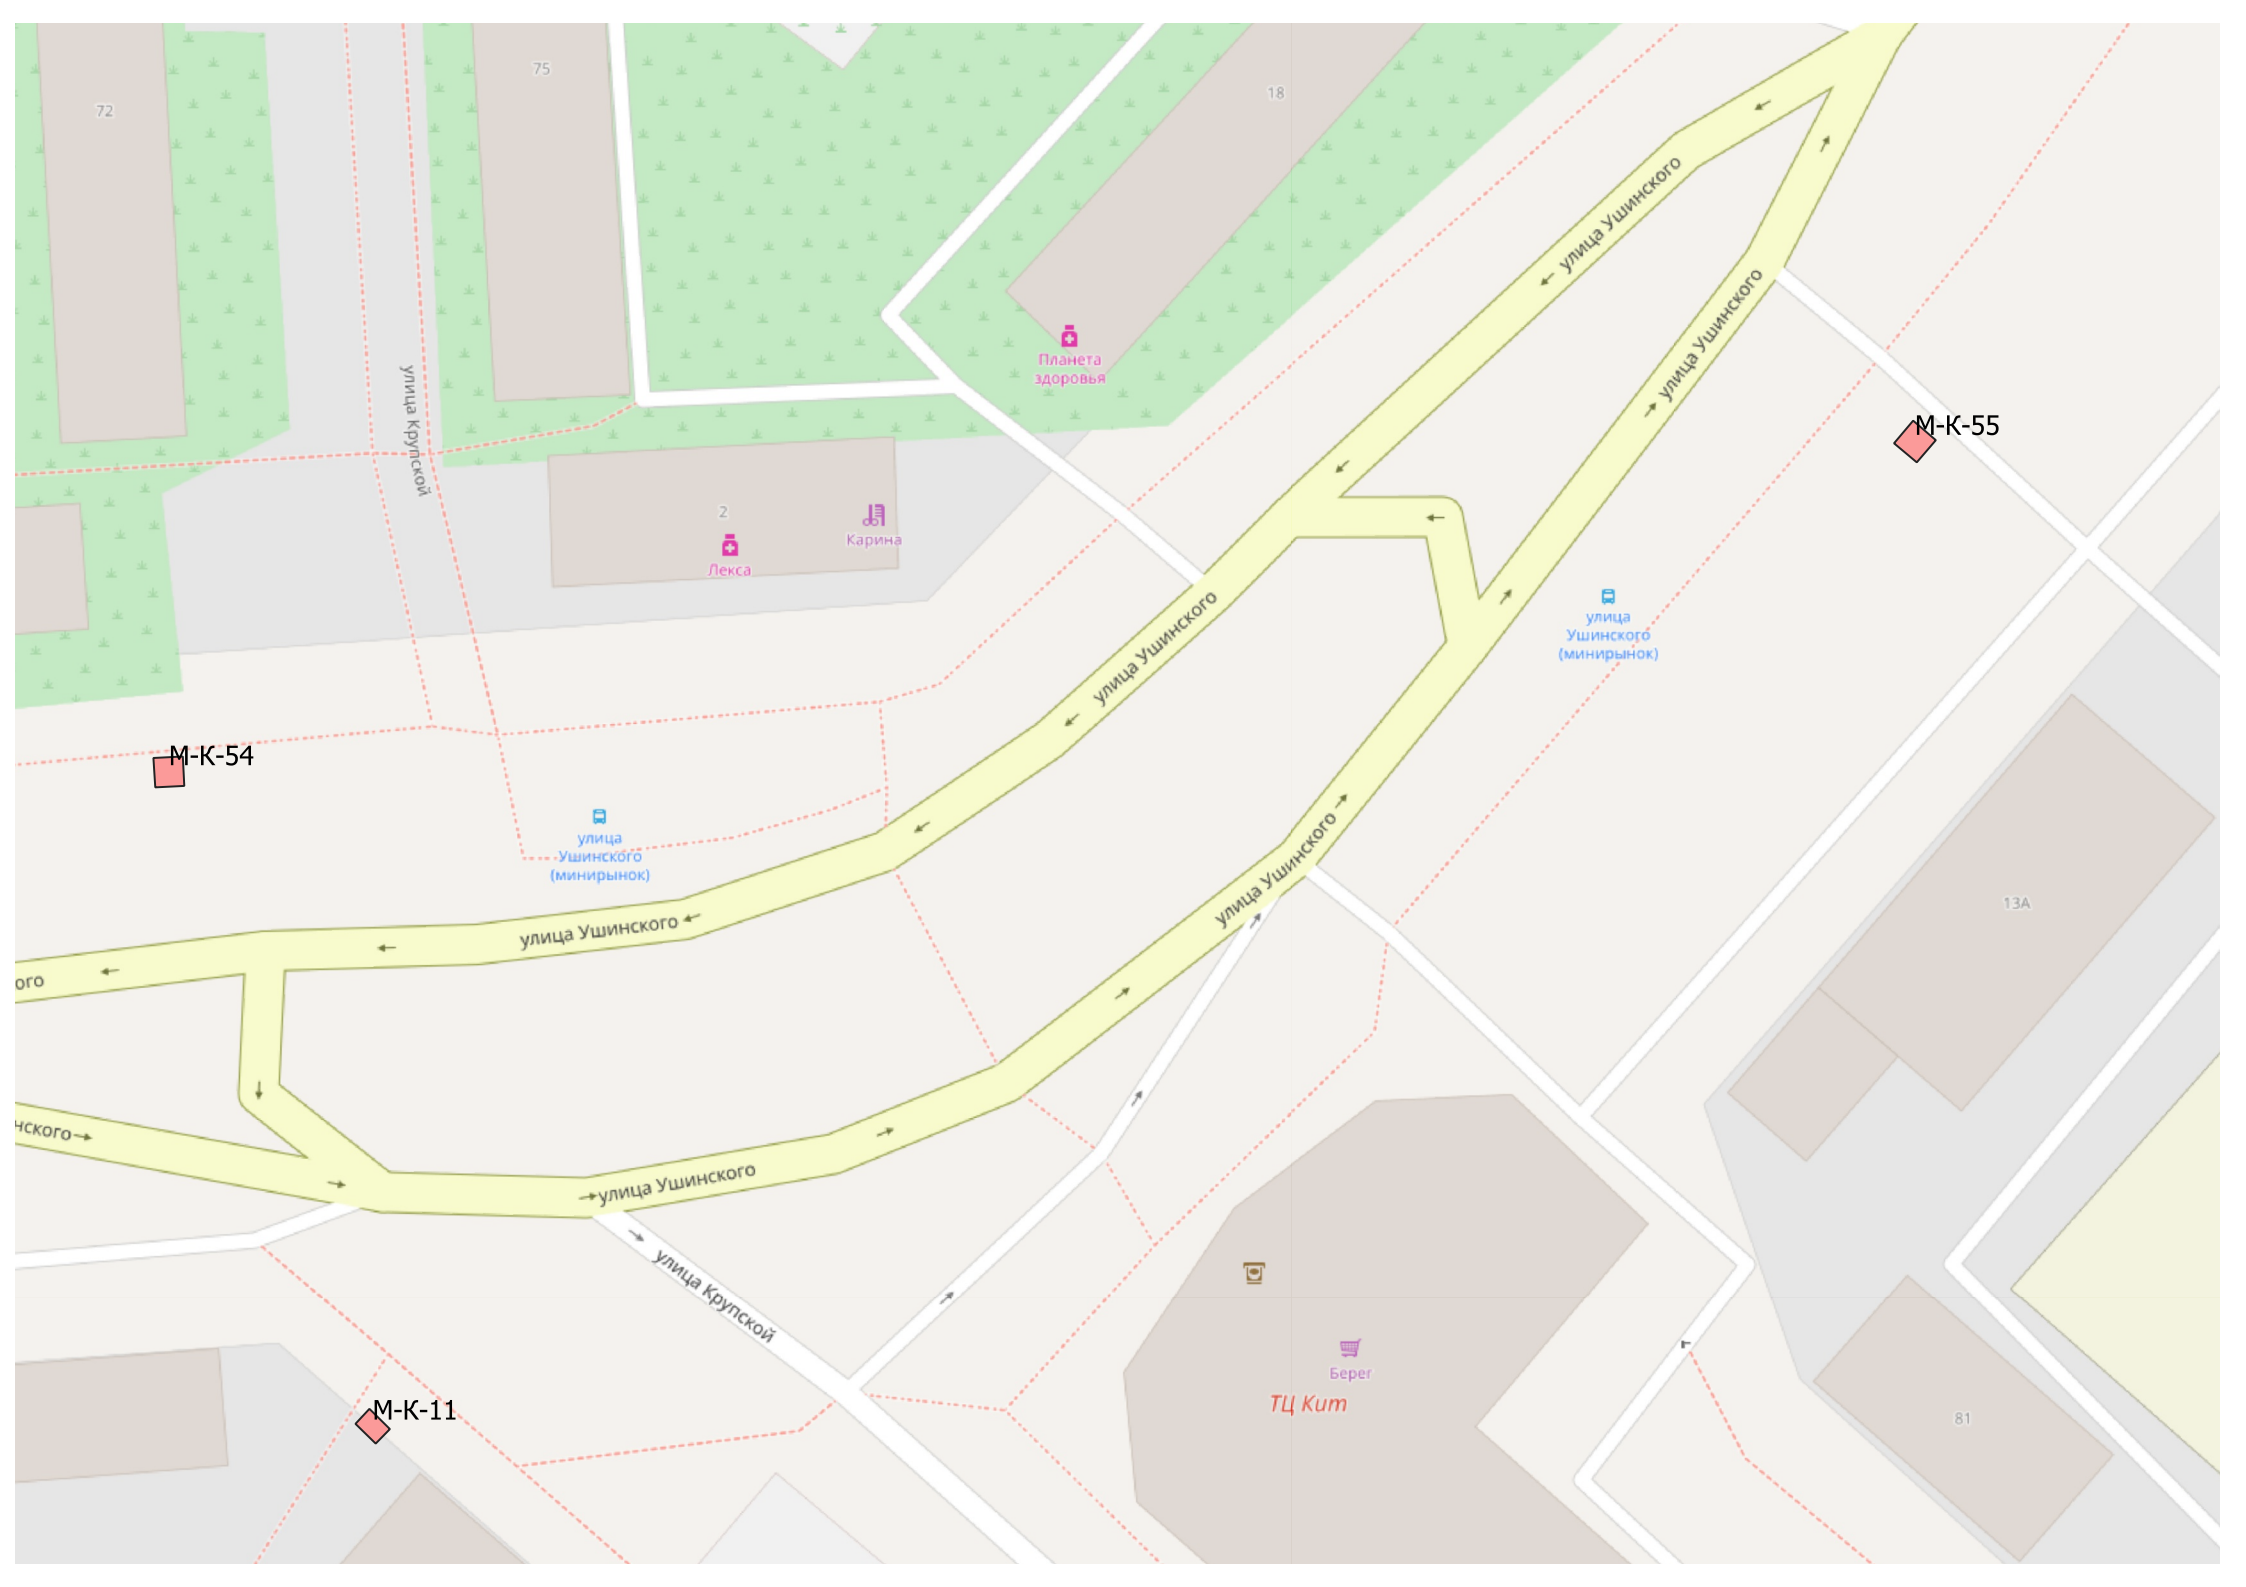 75
18
72
улица Ушинского
улица Ушинского
Планета
здоровья
улица Крупской
М-К-55
2
Карина
Лекса
улица
Ушинского
(минирынок)
улица Ушинского
М-К-54
улица
Ушинского
(минирынок)
улица Ушинского
13А
улица Ушинского
ого
нского
улица Ушинского
улица Крупской
Берег
ТЦ Кит
М-К-11
81